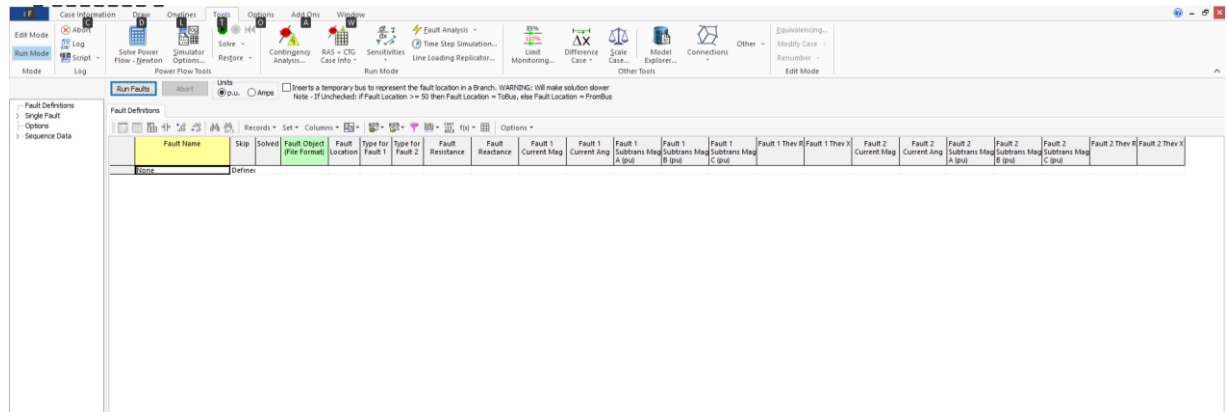 F
Case Information Draw Onelines Tools Options Add Ons Window
C D L T O A W
Edit Mode
Run Mode
Mode
Abort
Log
Script
Log
Solve Power Flow - Newton
Simulator Options...
Solve
Restore
Power Flow Tools
Contingency Analysis...
RAS + CTG Case Info
Sensitivities
Fault Analysis
Time Step Simulation...
Line Loading Replicator...
Run Mode
Limit Monitoring...
Difference Case
Scale Case...
Model Explorer...
Connections
Other
Other Tools
Equivalencing...
Modify Case
Renumber
Edit Mode
Run Faults Abort
Units
p.u. Amps
Inserts a temporary bus to represent the fault location in a Branch. WARNING: Will make solution slower
Note - If Unchecked: if Fault Location >= 50 then Fault Location = ToBus, else Fault Location = FromBus
Fault Definitions
Single Fault
Options
Sequence Data
Fault Definitions
Records Set Columns f(x) Options
Fault Name
Skip
Solved
Fault Object (File Format)
Fault Location
Type for Fault 1
Type for Fault 2
Fault Resistance
Fault Reactance
Fault 1 Current Mag
Fault 1 Current Ang
Fault 1 Subtrans Mag A (pu)
Fault 1 Subtrans Mag B (pu)
Fault 1 Subtrans Mag C (pu)
Fault 1 Thev R
Fault 1 Thev X
Fault 2 Current Mag
Fault 2 Current Ang
Fault 2 Subtrans Mag A (pu)
Fault 2 Subtrans Mag B (pu)
Fault 2 Subtrans Mag C (pu)
Fault 2 Thev R
Fault 2 Thev X
None Define